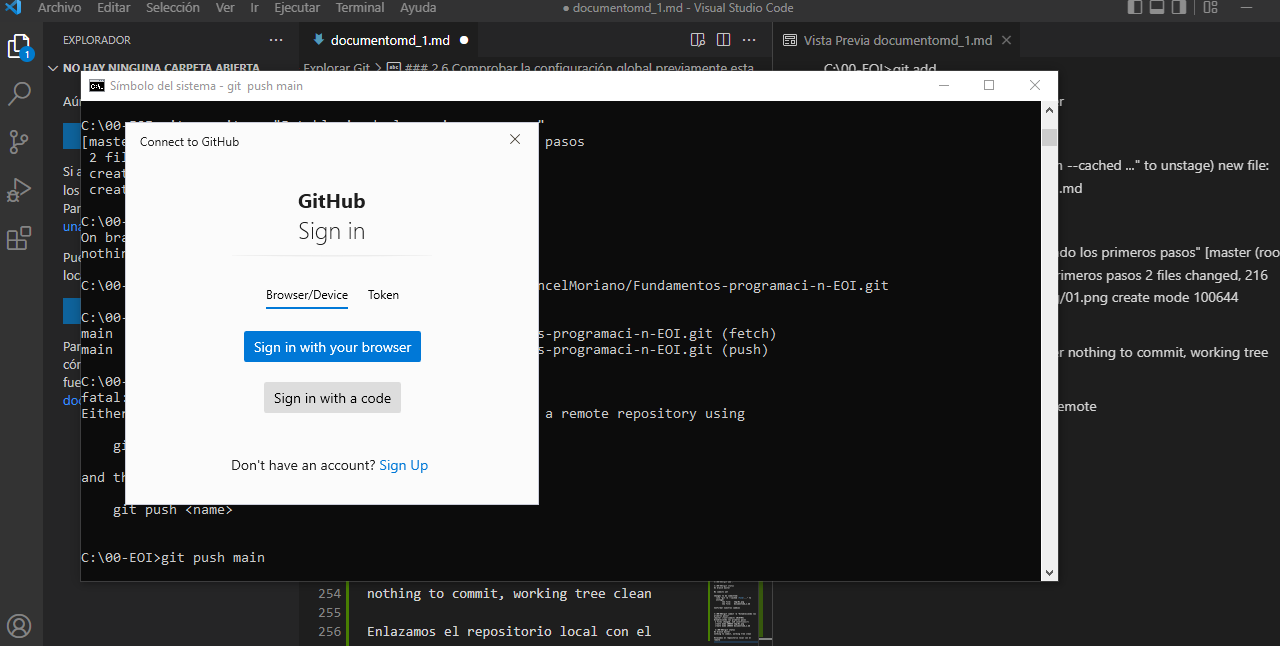 Archivo Editar Selección Ver Ir Ejecutar Terminal Ayuda
● documentomd_1.md - Visual Studio Code
1
EXPLORADOR
NO HAY NINGUNA CARPETA ABIERTA
Aún
Si a
los
Par
una
Pue
loc
Par
cóm
fue
doc
documentomd_1.md ●
Explorar Git > ### 2.6 Comprobar la configuración global previamente esta
Vista Previa documentomd_1.md
C:\00-EOI>git add
Símbolo del sistema - git push main
C:\00-
[maste
pasos
2 fil
creat
creat
C:\00-
On bra
nothin
C:\00-
ncelMoriano/Fundamentos-programaci-n-EOI.git
C:\00-
main
s-programaci-n-EOI.git (fetch)
main
s-programaci-n-EOI.git (push)
C:\00-
fatal:
Either
a remote repository using
gi
and th
git push <name>
C:\00-EOI>git push main
Connect to GitHub
GitHub
Sign in
Browser/Device Token
Sign in with your browser
Sign in with a code
Don't have an account? Sign Up
254 nothing to commit, working tree clean
255
256 Enlazamos el repositorio local con el
--cached ..." to unstage) new file:
.md
do los primeros pasos" [master (roo
rimeros pasos 2 files changed, 216
/01.png create mode 100644
r nothing to commit, working tree
emote